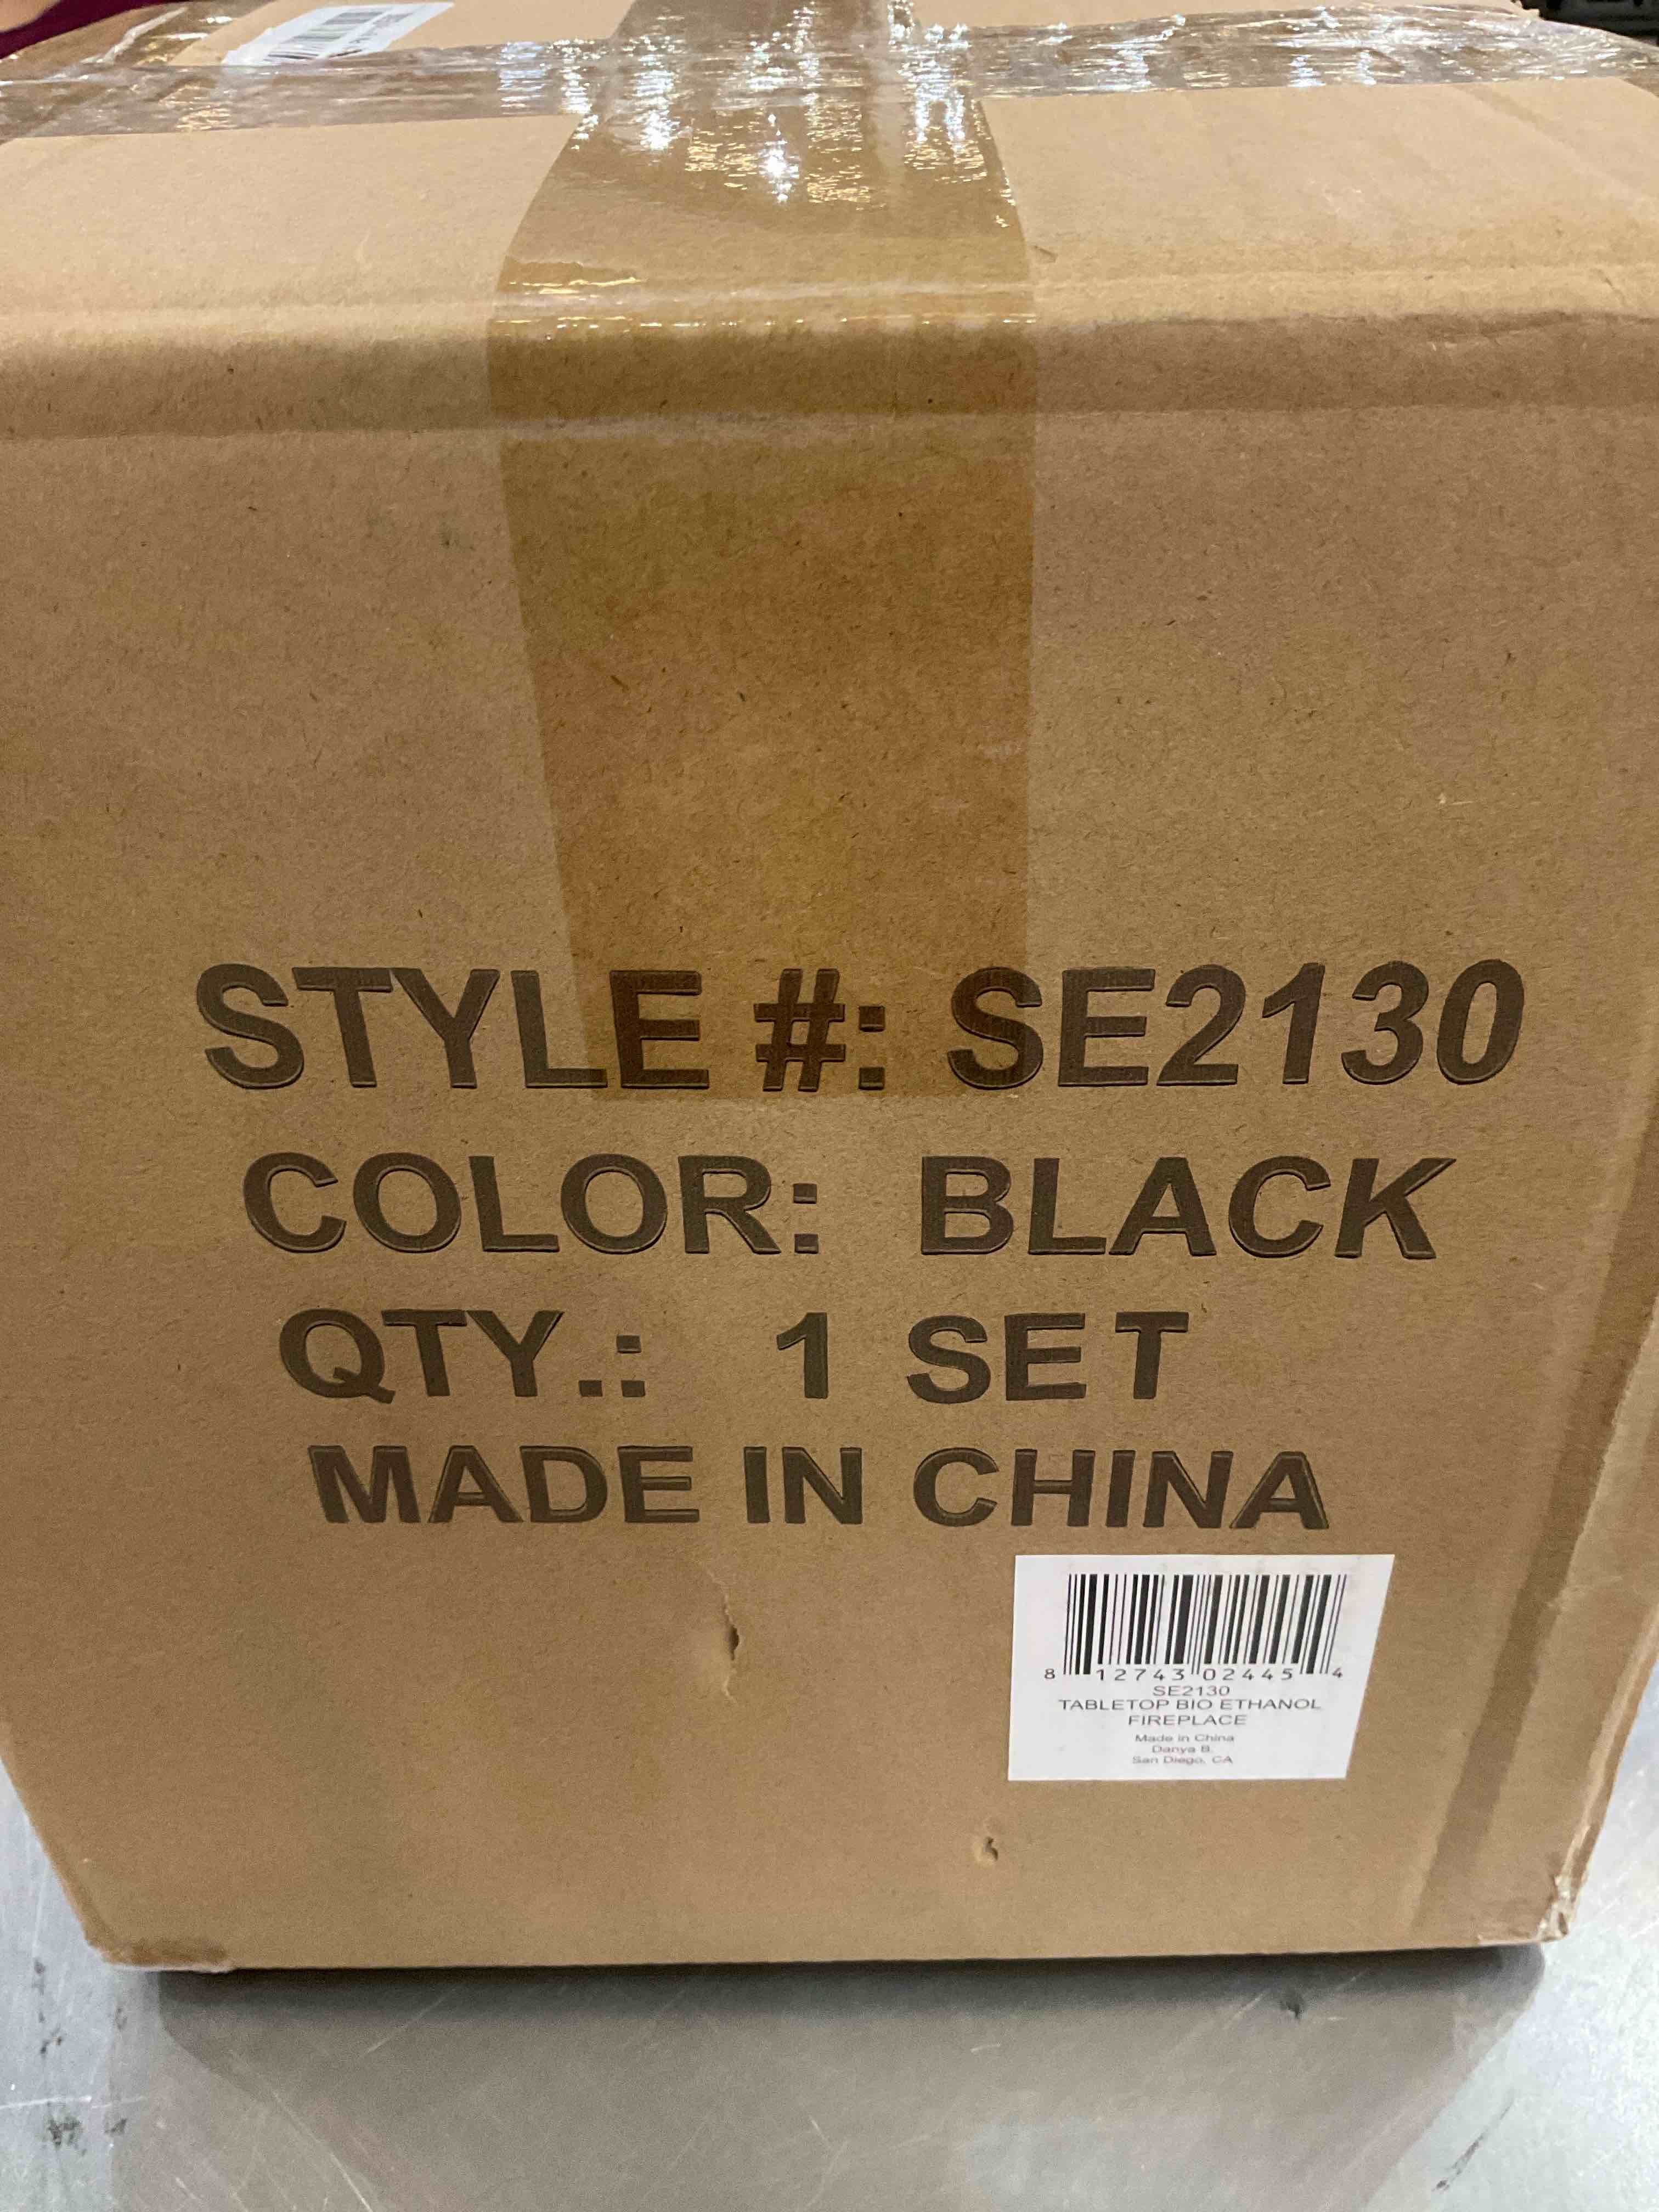 STYLE #: SE2130
COLOR: BLACK
QTY.: 1 SET
MADE IN CHINA
8 12743 02445 4
SE2130
TABLETOP BIO ETHANOL
FIREPLACE
Made in China
Danya B.
San Diego, CA